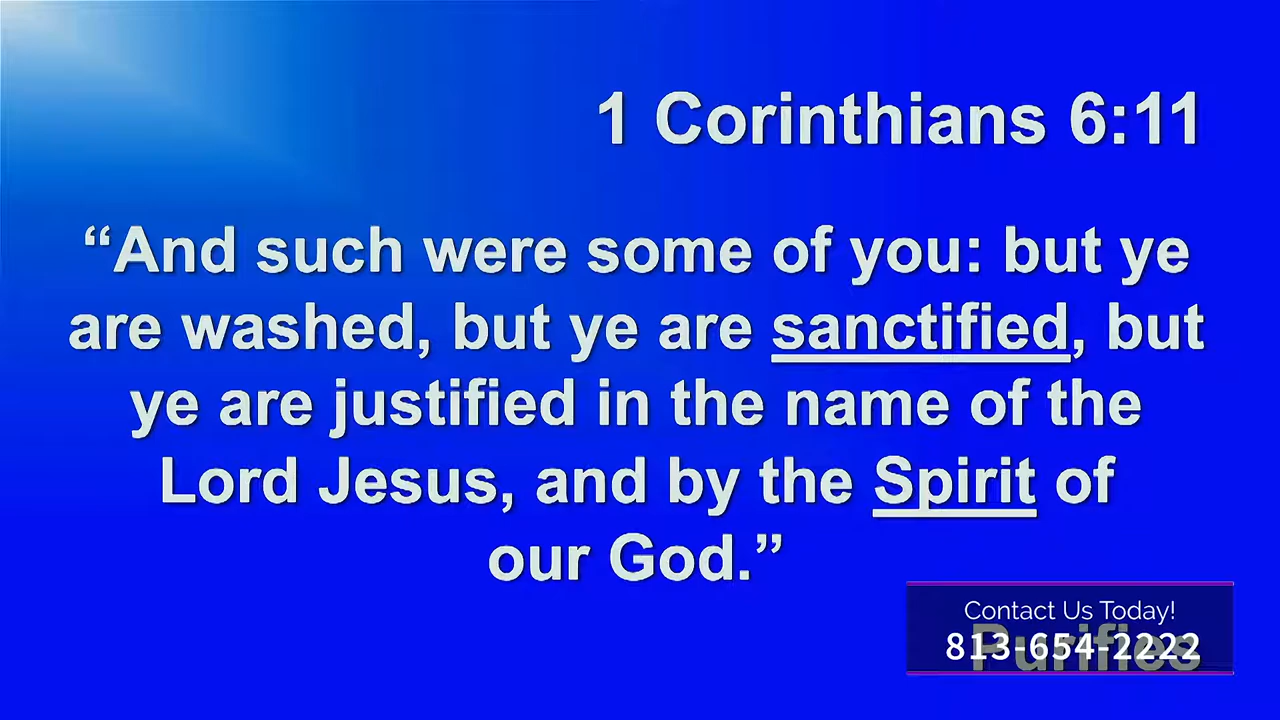 1 Corinthians 6:11
“And such were some of you: but ye
are washed, but ye are sanctified, but
ye are justified in the name of the
Lord Jesus, and by the Spirit of
our God.”
Contact Us Today!
813-654-2222
Purifies